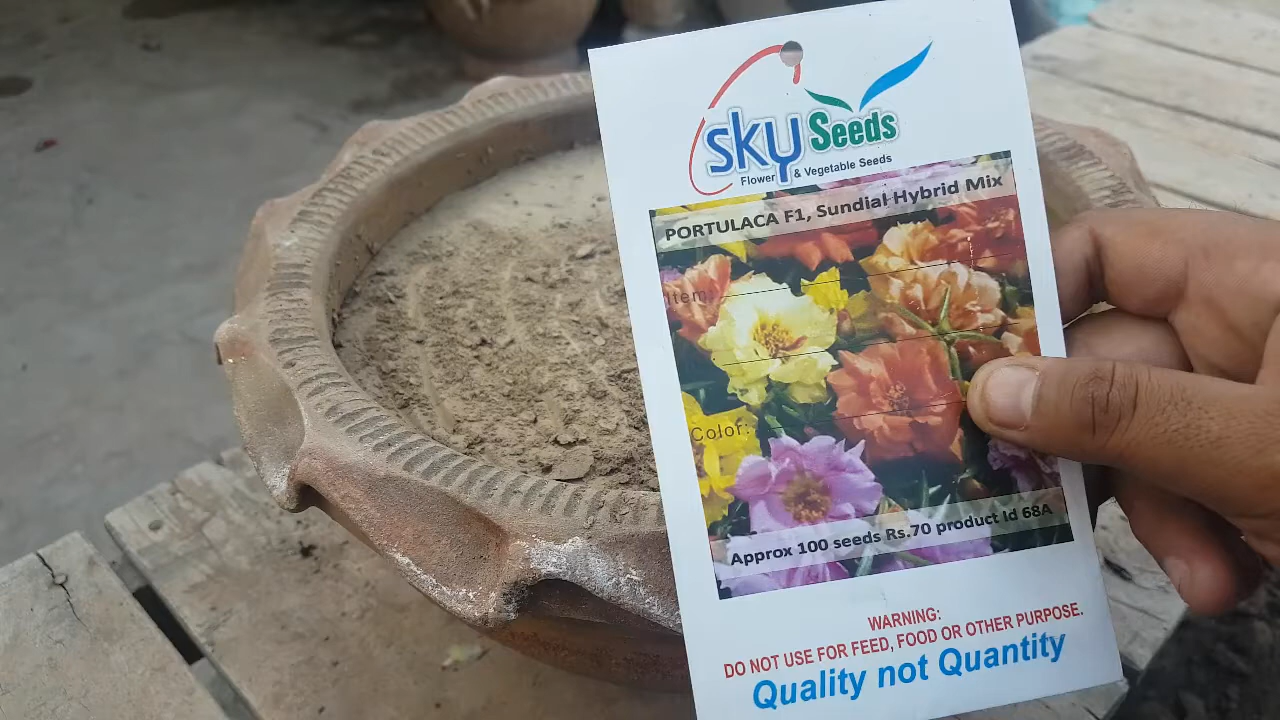 sky Seeds
Flower & Vegetable Seeds
PORTULACA F1, Sundial Hybrid Mix
Item:
Color:
Approx 100 seeds Rs.70 product Id 68A
WARNING:
DO NOT USE FOR FEED, FOOD OR OTHER PURPOSE.
Quality not Quantity